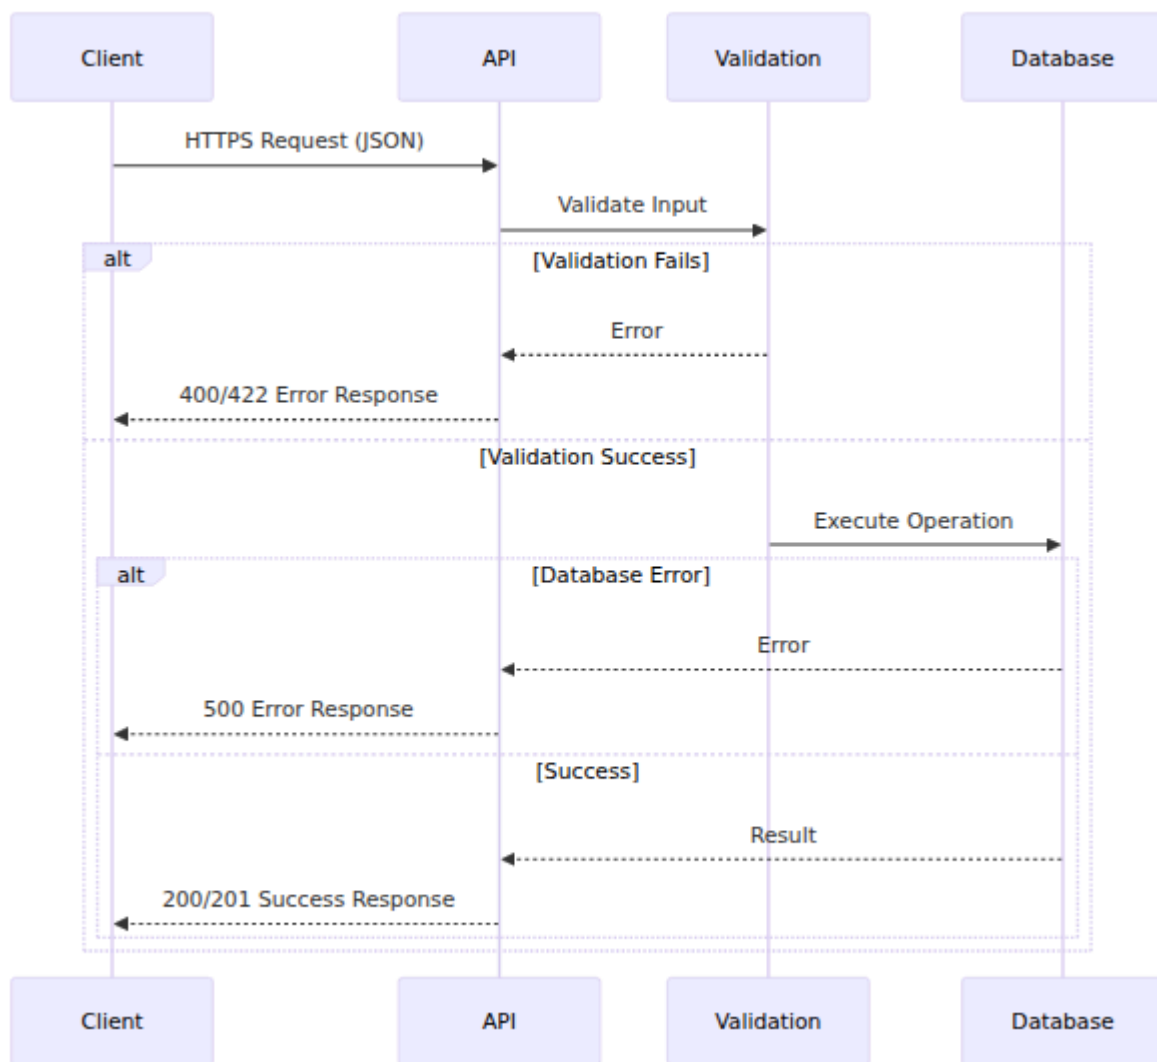 Client
API
Validation
Database
HTTPS Request (JSON)
Validate Input
alt
[Validation Fails]
Error
400/422 Error Response
[Validation Success]
Execute Operation
alt
[Database Error]
Error
500 Error Response
[Success]
Result
200/201 Success Response
Client
API
Validation
Database